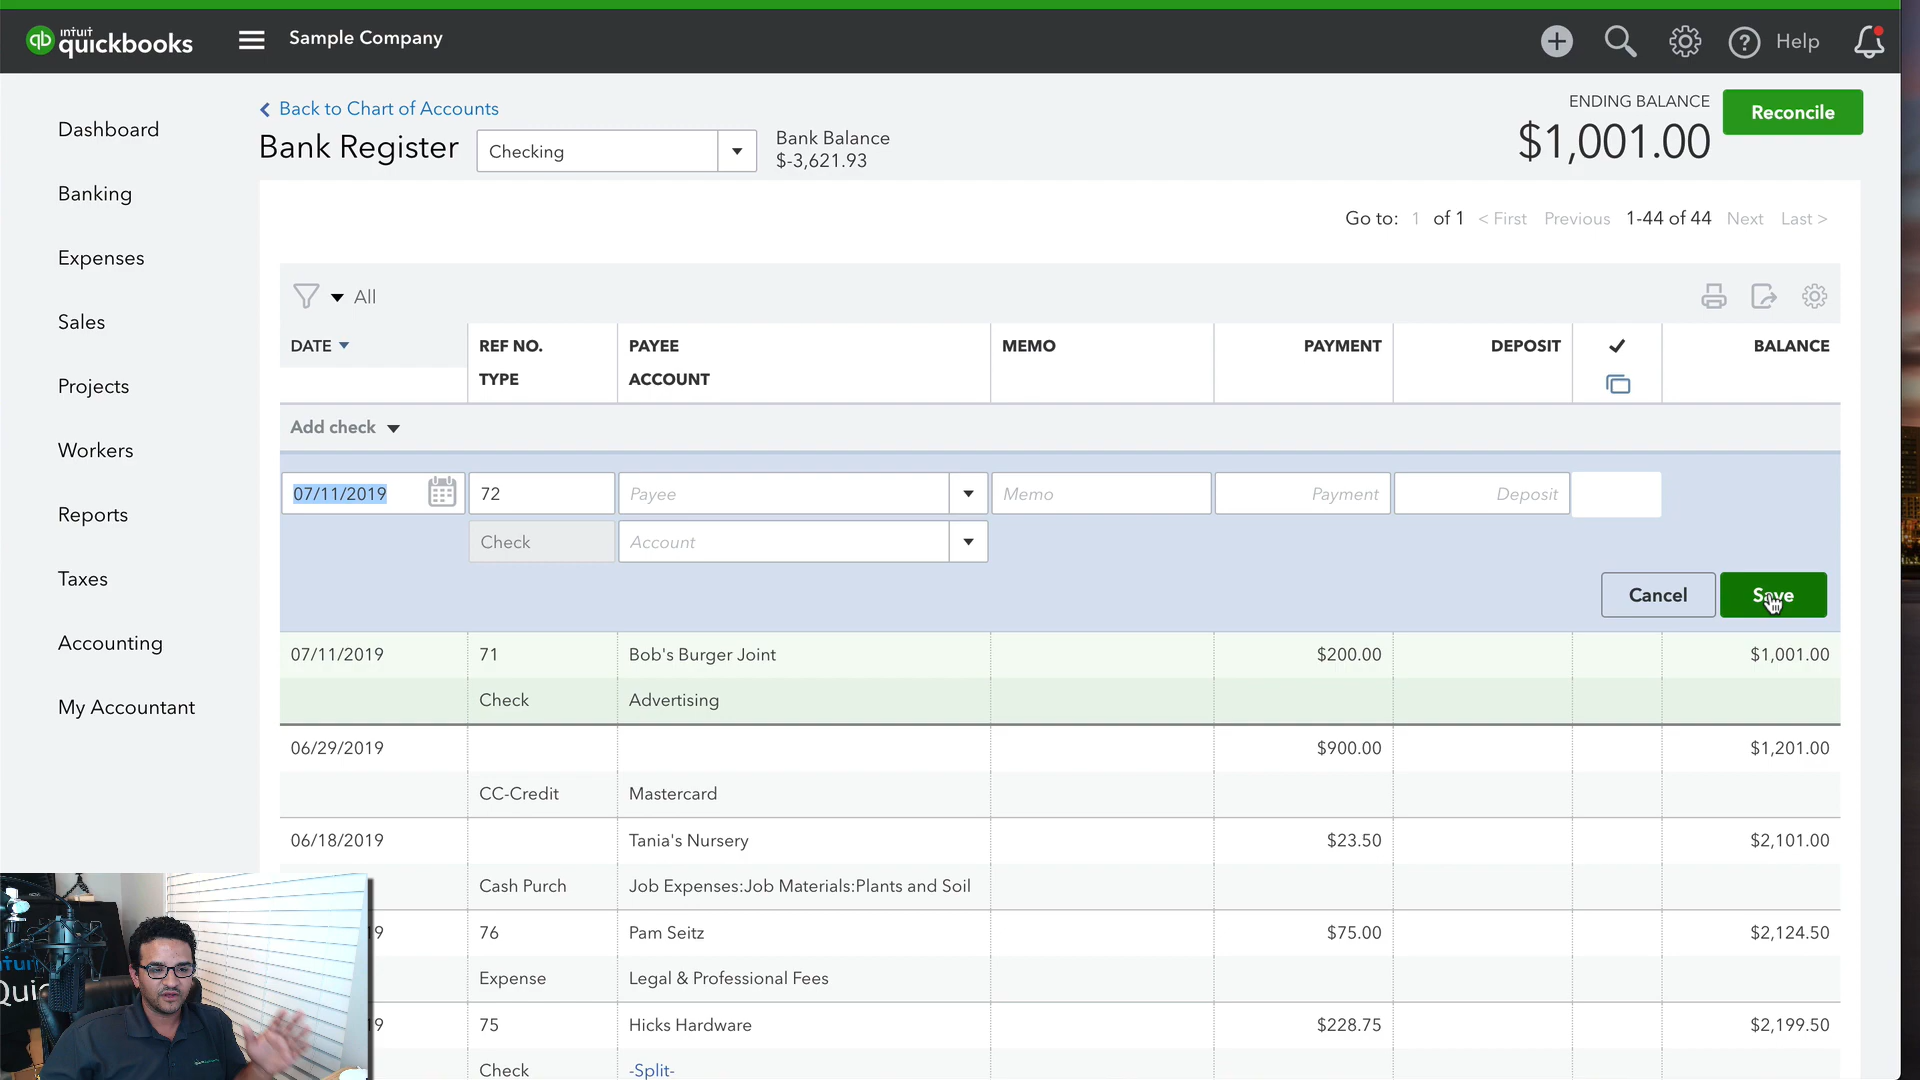 intuit
qb quickbooks
Sample Company
Help
Dashboard
Banking
Expenses
Sales
Projects
Workers
Reports
Taxes
Accounting
My Accountant
Back to Chart of Accounts
Bank Register
Checking
Bank Balance
$-3,621.93
ENDING BALANCE
$1,001.00
Reconcile
Go to: 1 of 1 < First Previous 1-44 of 44 Next Last >
All
DATE REF NO. PAYEE MEMO PAYMENT DEPOSIT BALANCE
TYPE ACCOUNT
Add check
07/11/2019 72 Payee Memo Payment Deposit
Check Account
Cancel Save
07/11/2019 71 Bob's Burger Joint $200.00 $1,001.00
Check Advertising
06/29/2019 $900.00 $1,201.00
CC-Credit Mastercard
06/18/2019 Tania's Nursery $23.50 $2,101.00
Cash Purch Job Expenses:Job Materials:Plants and Soil
19 76 Pam Seitz $75.00 $2,124.50
Expense Legal & Professional Fees
19 75 Hicks Hardware $228.75 $2,199.50
Check -Split-